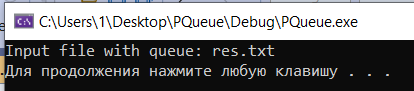 C:\Users\1\Desktop\PQueue\Debug\PQueue.exe
Input file with queue: res.txt
Для продолжения нажмите любую клавишу . . .